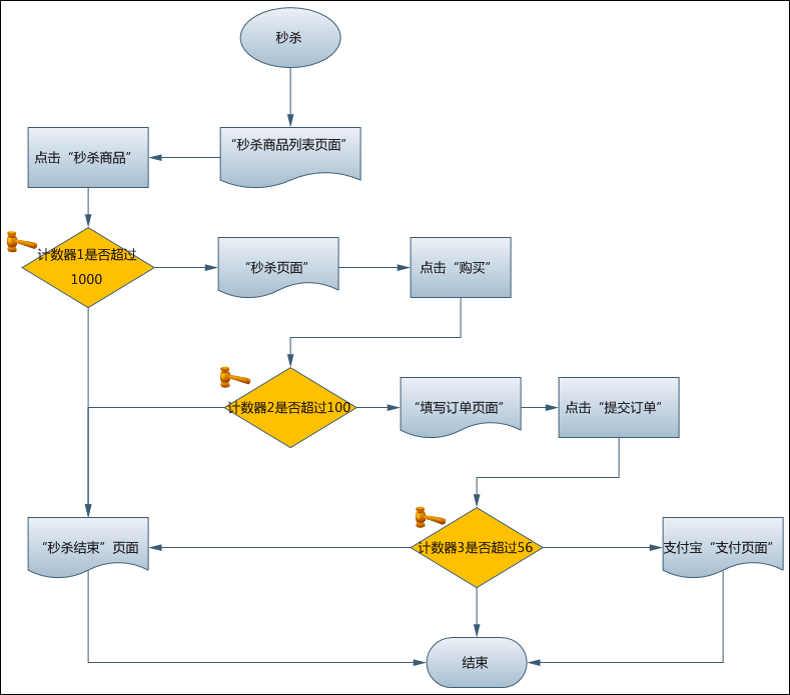 秒杀
“秒杀商品列表页面”
点击“秒杀商品”
计数器1是否超过
1000
“秒杀页面”
点击“购买”
计数器2是否超过100
“填写订单页面”
点击“提交订单”
“秒杀结束”页面
计数器3是否超过56
支付宝“支付页面”
结束